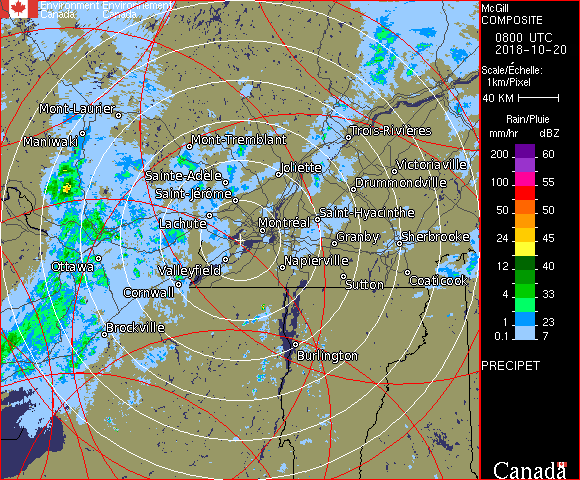 Environment Environnement
Canada Canada
McGill
COMPOSITE
0800 UTC
2018-10-20
Scale/Échelle:
1km/Pixel
40 KM
Rain/Pluie
mm/hr dBZ
200 60
100 55
50 50
24 45
12 40
4 33
1 23
0.1 7
PRECIPET
Canada
Mont-Laurier
Maniwaki
Mont-Tremblant
Trois-Rivières
Joliette
Victoriaville
Sainte-Adèle
Drummondville
Saint-Jérôme
Saint-Hyacinthe
Lachute
Montréal
Granby
Sherbrooke
Ottawa
Valleyfield
Napierville
Cornwall
Sutton
Coaticook
Brockville
Burlington